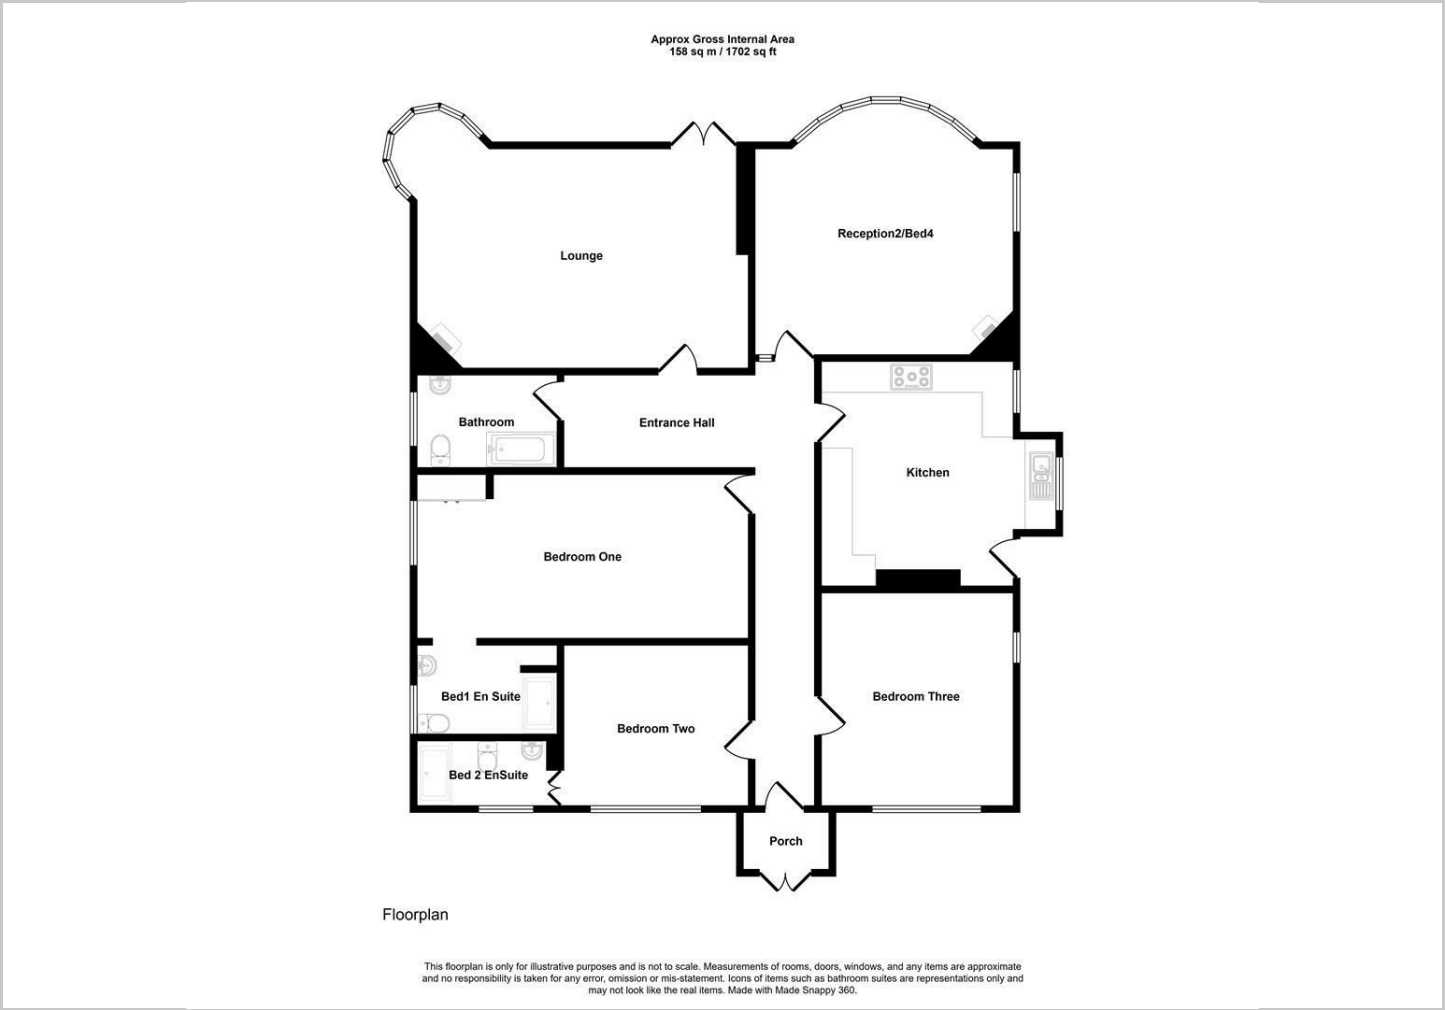 Approx Gross Internal Area
158 sq m / 1702 sq ft
Reception2/Bed4
Lounge
Bathroom
Entrance Hall
Kitchen
Bedroom One
Bed1 En Suite
Bedroom Three
Bedroom Two
Bed 2 EnSuite
Porch
Floorplan
This floorplan is only for illustrative purposes and is not to scale. Measurements of rooms, doors, windows, and any items are approximate
and no responsibility is taken for any error, omission or mis-statement. Icons of items such as bathroom suites are representations only and
may not look like the real items. Made with Made Snappy 360.